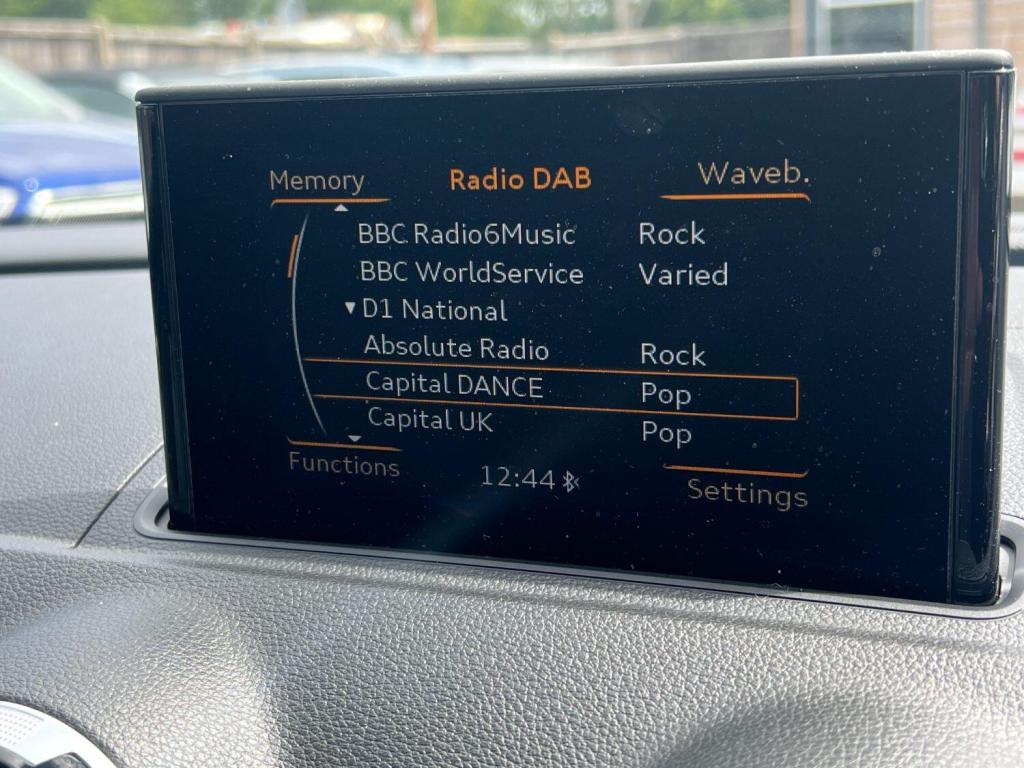 Memory Radio DAB Waveb.
BBC Radio6Music Rock
BBC WorldService Varied
D1 National
Absolute Radio Rock
Capital DANCE Pop
Capital UK Pop
Functions 12:44 Settings